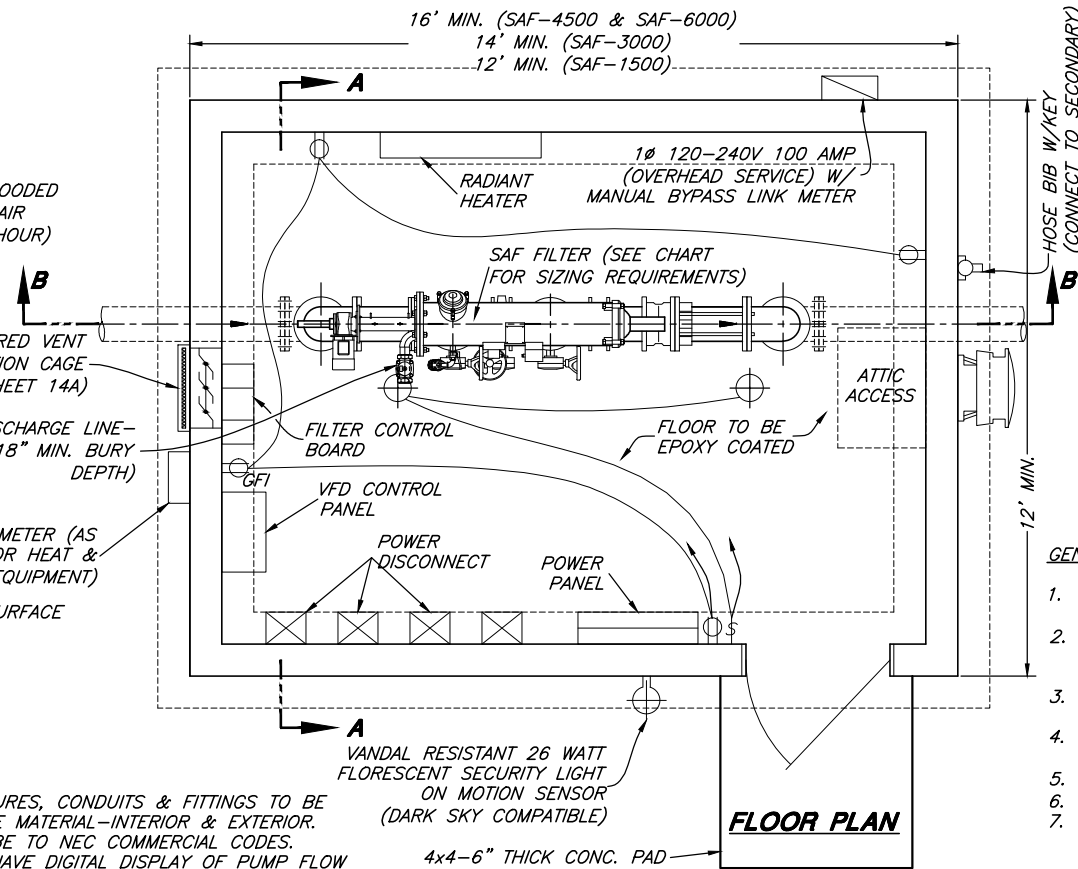 16' MIN. (SAF-4500 & SAF-6000)
14' MIN. (SAF-3000)
12' MIN. (SAF-1500)
A
HOSE BIB W/KEY
(CONNECT TO SECONDARY)
1ø 120-240V 100 AMP
(OVERHEAD SERVICE) W/
MANUAL BYPASS LINK METER
RADIANT
HEATER
OODED
AIR
HOUR)
SAF FILTER (SEE CHART
FOR SIZING REQUIREMENTS)
B
B
RED VENT
ION CAGE
HEET 14A)
ATTIC
ACCESS
SCHARGE LINE-
18" MIN. BURY
DEPTH)
FILTER CONTROL
BOARD
FLOOR TO BE
EPOXY COATED
GFI
VFD CONTROL
PANEL
12' MIN.
METER (AS
OR HEAT &
EQUIPMENT)
URFACE
POWER
DISCONNECT
POWER
PANEL
S
GEN
1.
2.
3.
4.
5.
6.
7.
A
VANDAL RESISTANT 26 WATT
FLORESCENT SECURITY LIGHT
ON MOTION SENSOR
(DARK SKY COMPATIBLE)
URES, CONDUITS & FITTINGS TO BE
E MATERIAL-INTERIOR & EXTERIOR.
BE TO NEC COMMERCIAL CODES.
HAVE DIGITAL DISPLAY OF PUMP FLOW
FLOOR PLAN
4x4-6" THICK CONC. PAD